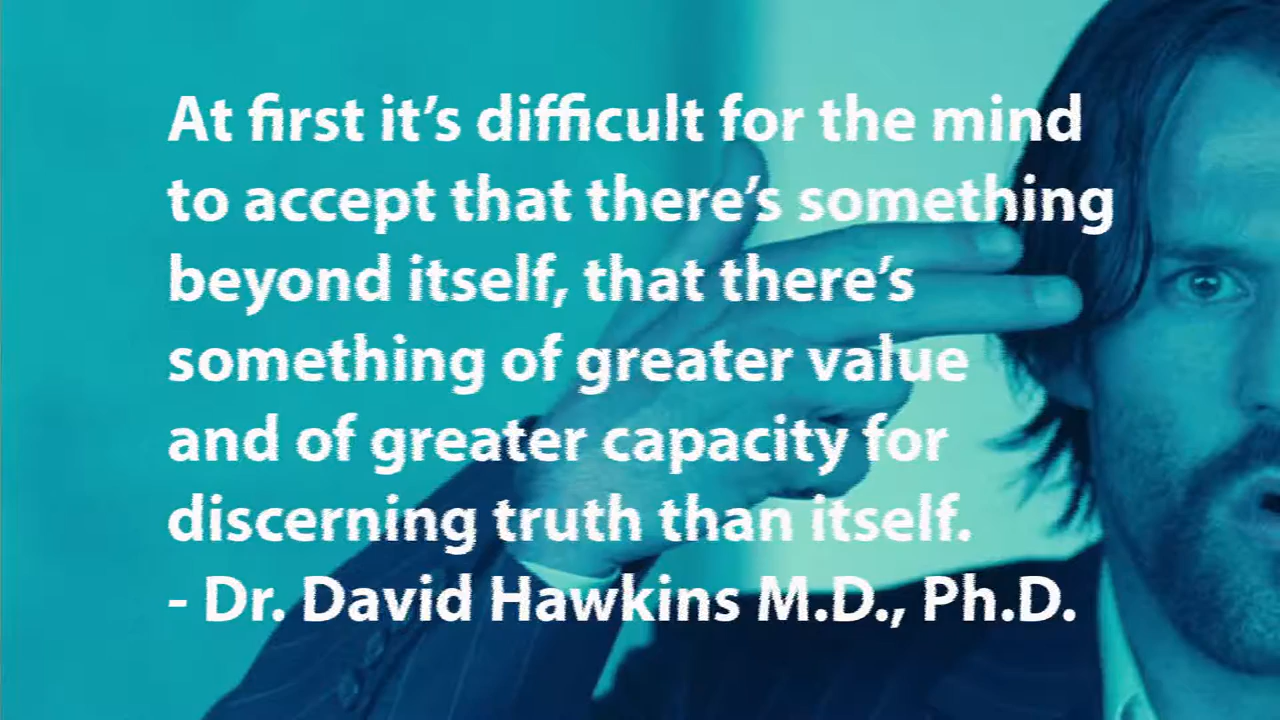 At first it's difficult for the mind
to accept that there's something
beyond itself, that there's
something of greater value
and of greater capacity for
discerning truth than itself.
- Dr. David Hawkins M.D., Ph.D.